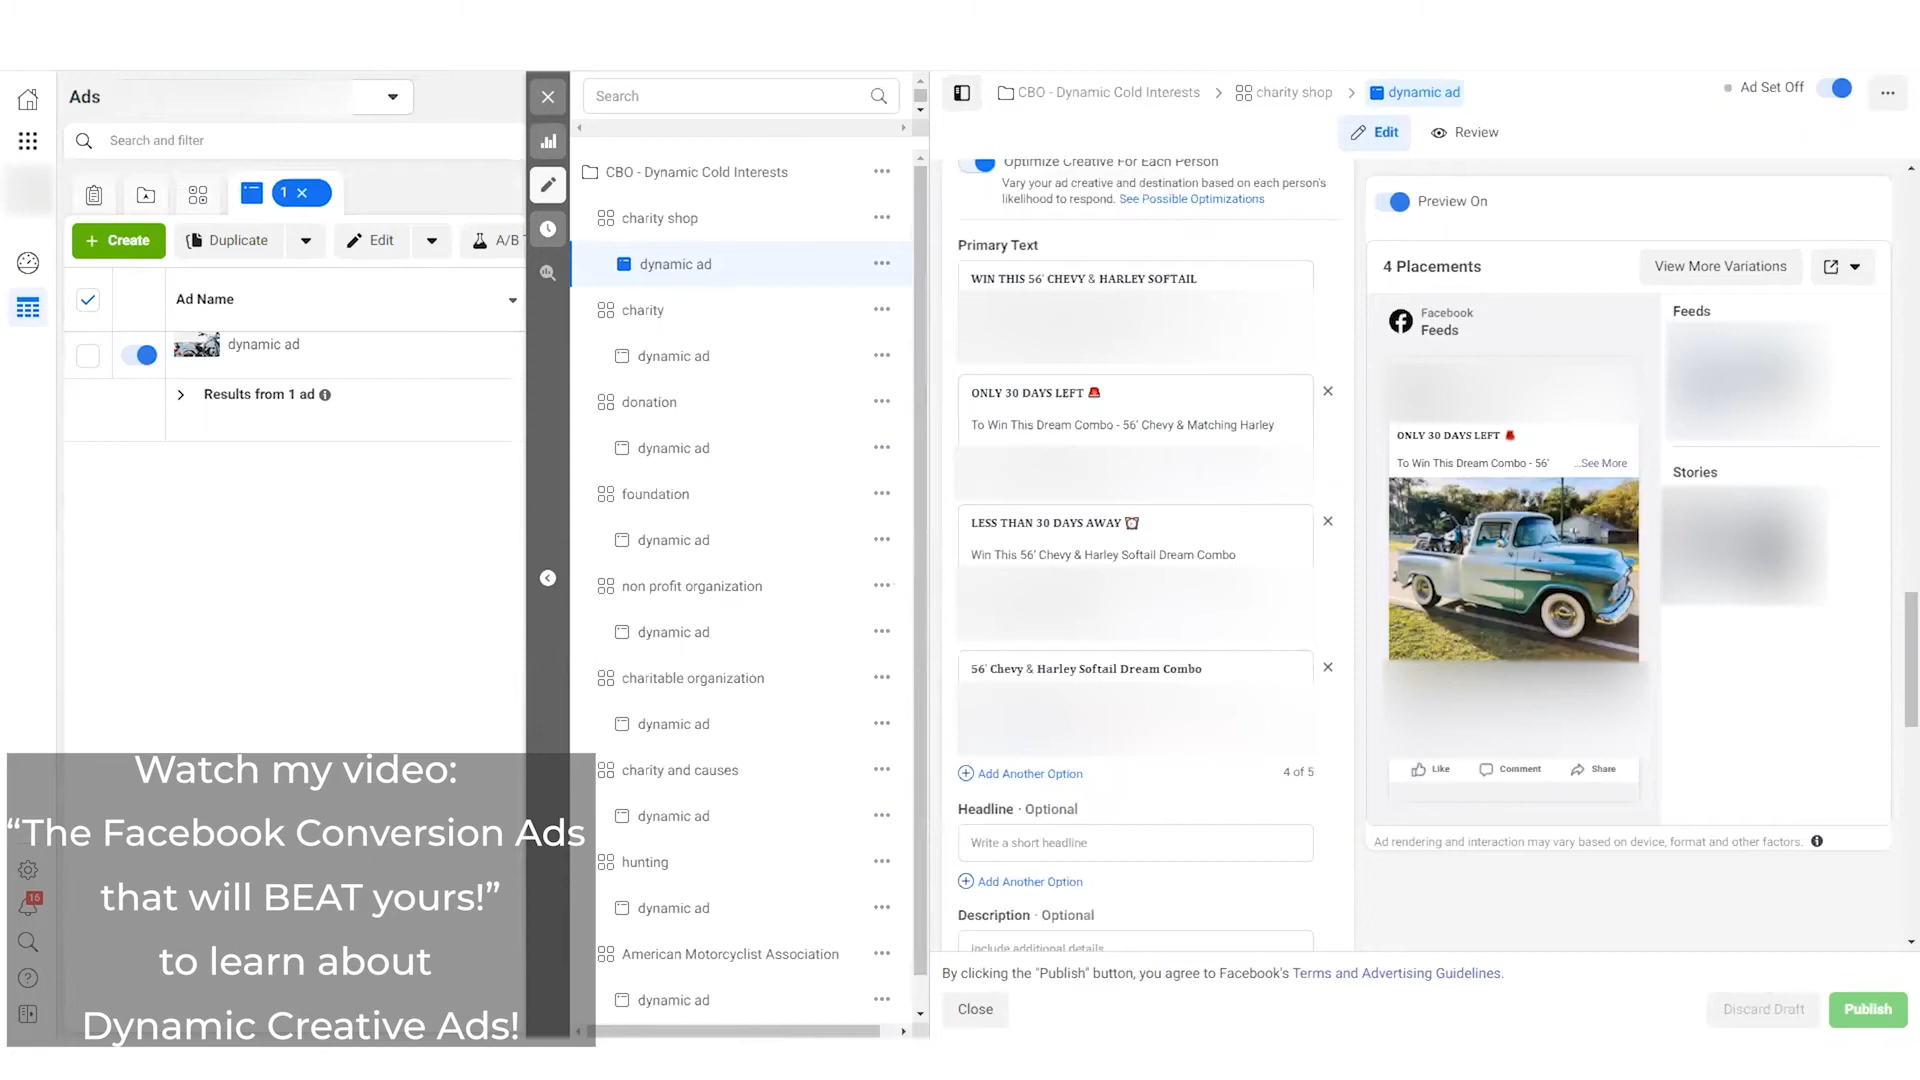 Ads
Search and filter
1
Create
Duplicate
Edit
A/B T
Ad Name
dynamic ad
Results from 1 ad
16
Watch my video:
“The Facebook Conversion Ads
that will BEAT yours!”
to learn about
Dynamic Creative Ads!
Search
CBO - Dynamic Cold Interests
charity shop
dynamic ad
charity
dynamic ad
donation
dynamic ad
foundation
dynamic ad
non profit organization
dynamic ad
charitable organization
dynamic ad
charity and causes
dynamic ad
hunting
dynamic ad
American Motorcyclist Association
dynamic ad
CBO - Dynamic Cold Interests
charity shop
dynamic ad
Ad Set Off
Edit
Review
Optimize Creative For Each Person
Vary your ad creative and destination based on each person's
likelihood to respond. See Possible Optimizations
Primary Text
WIN THIS 56' CHEVY & HARLEY SOFTAIL
ONLY 30 DAYS LEFT 🚨
To Win This Dream Combo - 56' Chevy & Matching Harley
LESS THAN 30 DAYS AWAY ⏰
Win This 56' Chevy & Harley Softail Dream Combo
56' Chevy & Harley Softail Dream Combo
Add Another Option
4 of 5
Headline · Optional
Write a short headline
Add Another Option
Description · Optional
Include additional details
Preview On
4 Placements
View More Variations
Facebook
Feeds
ONLY 30 DAYS LEFT 🚨
To Win This Dream Combo - 56' ...See More
Like
Comment
Share
Feeds
Stories
Ad rendering and interaction may vary based on device, format and other factors.
By clicking the "Publish" button, you agree to Facebook's Terms and Advertising Guidelines.
Close
Discard Draft
Publish